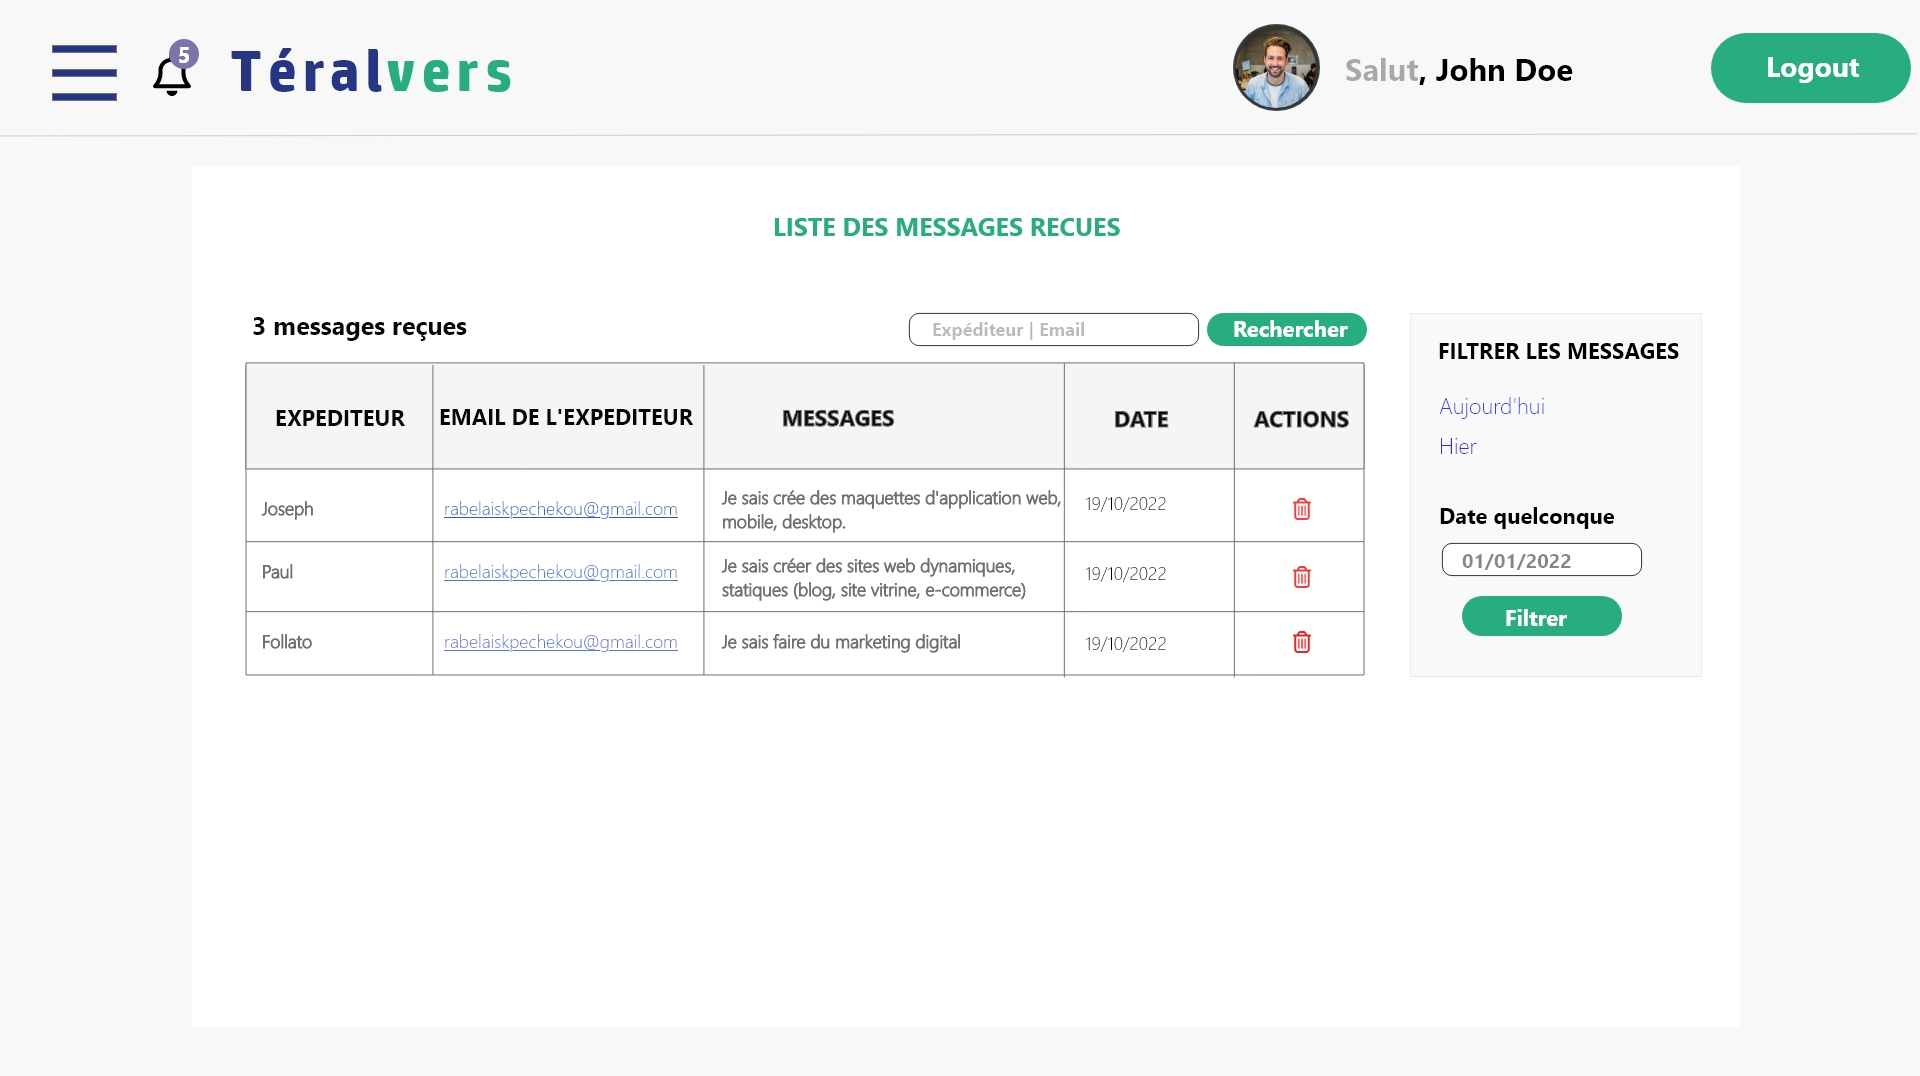 5
Téralvers
Salut, John Doe
Logout
LISTE DES MESSAGES RECUES
3 messages reçues
Expéditeur | Email
Rechercher
EXPEDITEUR
EMAIL DE L'EXPEDITEUR
MESSAGES
DATE
ACTIONS
Joseph
rabelaiskpechekou@gmail.com
Je sais crée des maquettes d'application web,
mobile, desktop.
19/10/2022
Paul
rabelaiskpechekou@gmail.com
Je sais créer des sites web dynamiques,
statiques (blog, site vitrine, e-commerce)
19/10/2022
Follato
rabelaiskpechekou@gmail.com
Je sais faire du marketing digital
19/10/2022
FILTRER LES MESSAGES
Aujourd'hui
Hier
Date quelconque
01/01/2022
Filtrer